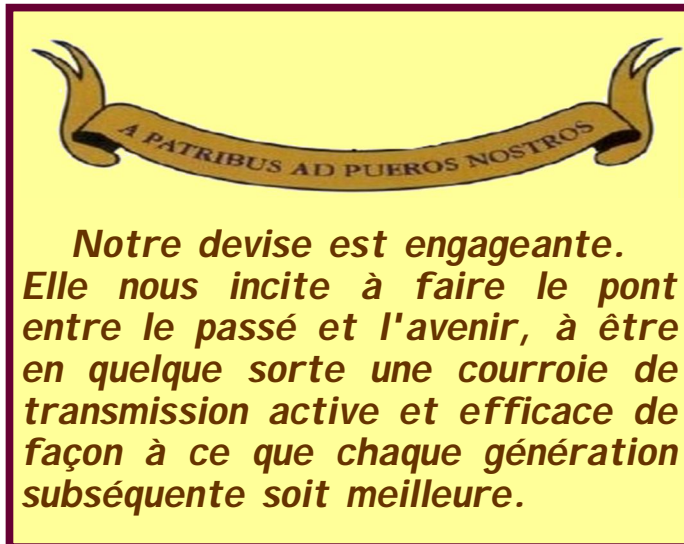 A PATRIBUS AD PUEROS NOSTROS
Notre devise est engageante.
Elle nous incite à faire le pont
entre le passé et l'avenir, à être
en quelque sorte une courroie de
transmission active et efficace de
façon à ce que chaque génération
subséquente soit meilleure.